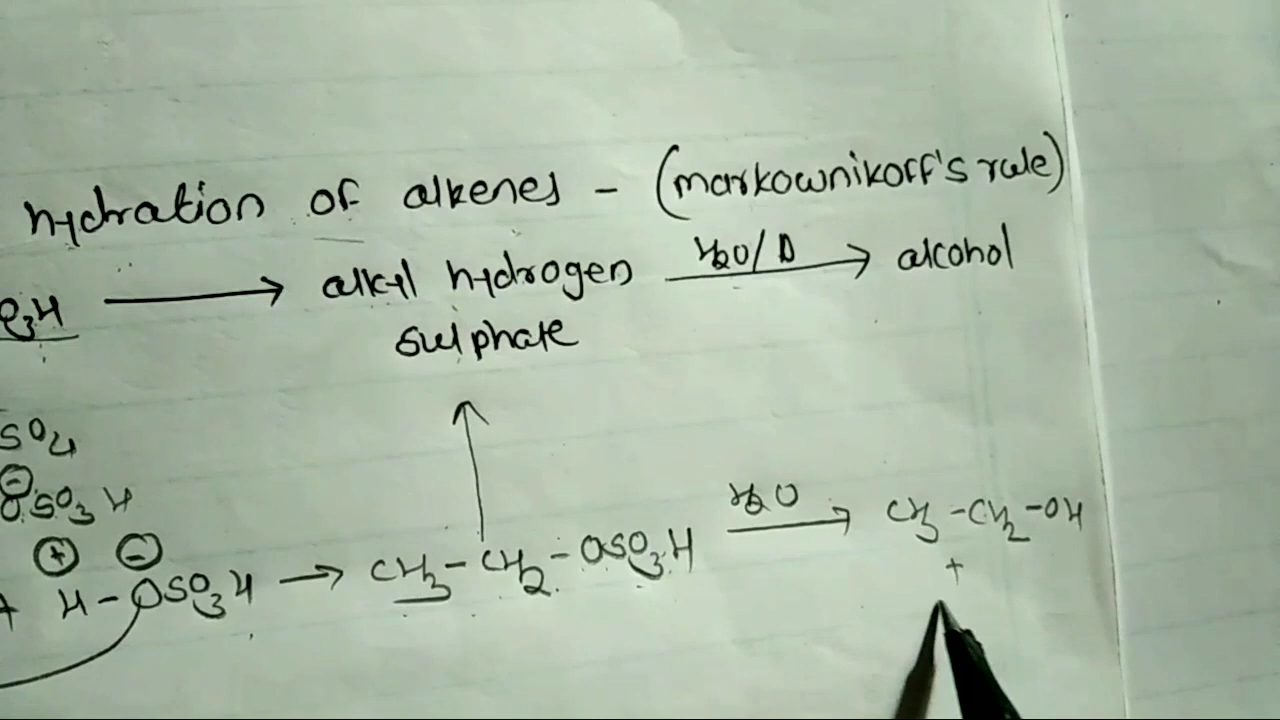 hydration of alkenes - (markownikoff's rule)
O₃H ⟶ alkyl hydrogen sulphate H₂O/Δ ⟶ alcohol
SO₄
⊖
OSO₃H
⊕ ⊖
+ H-OSO₃H → CH₃-CH₂-OSO₃H H₂O ⟶ CH₃-CH₂-OH
+